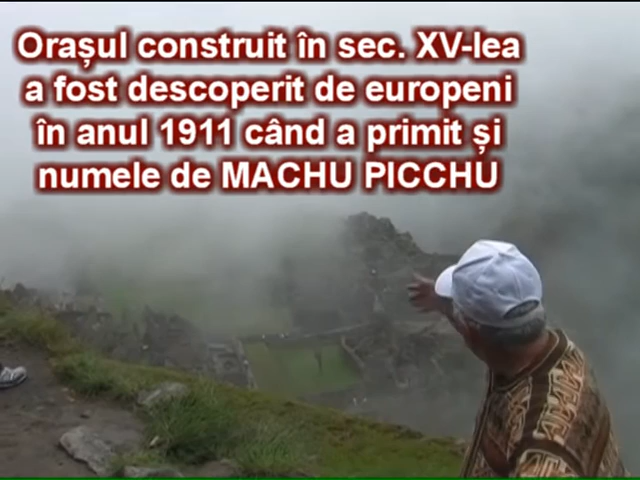 Orașul construit în sec. XV-lea
a fost descoperit de europeni
în anul 1911 când a primit și
numele de MACHU PICCHU